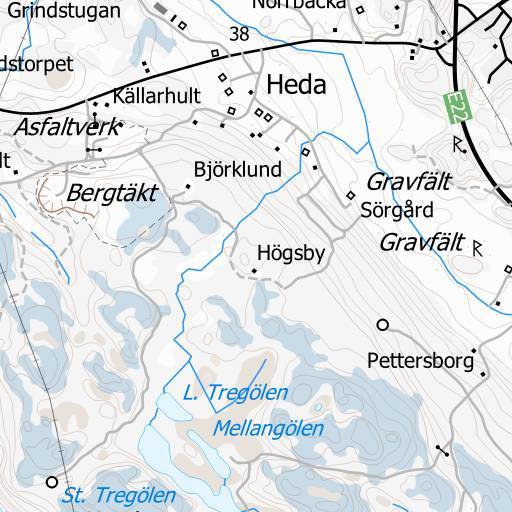 Grindstugan
Norrbacka
38
dstorpet
Heda
Källarhult
E22
Asfaltverk
R
lt
Björklund
Gravfält
Bergtäkt
Sörgård
Gravfält
R
Högsby
Pettersborg
L. Tregölen
Mellangölen
St. Tregölen